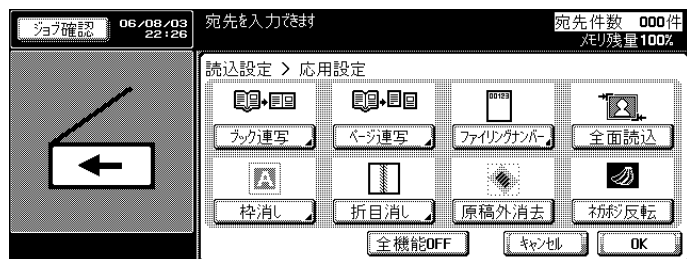 ジョブ確認
06/08/03
22:26
宛先を入力できます
宛先件数 000件
メモリ残量100%
読込設定 > 応用設定
ブック連写
ページ連写
00123
ファイリングナンバー
全面読込
A
枠消し
折目消し
原稿外消去
ネガポジ反転
全機能OFF
キャンセル
OK